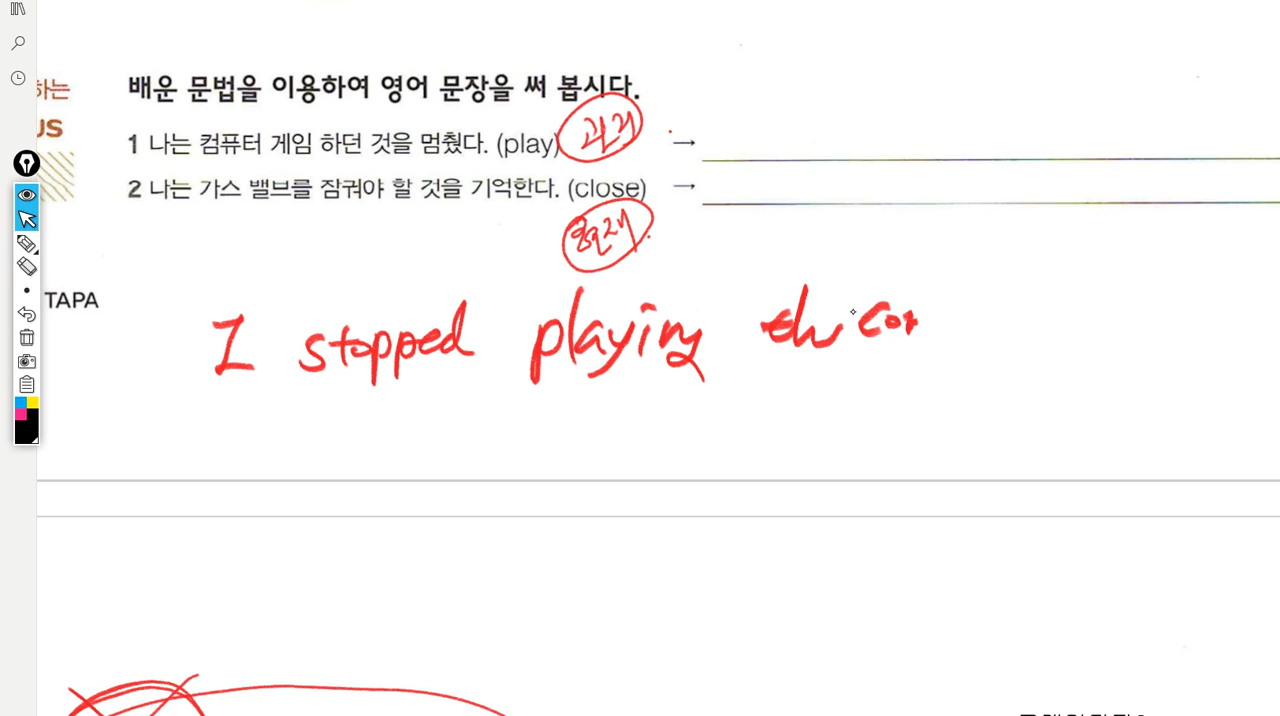 하는
배운 문법을 이용하여 영어 문장을 써 봅시다.
US
1 나는 컴퓨터 게임 하던 것을 멈췄다. (play) 과거 →
2 나는 가스 밸브를 잠궈야 할 것을 기억한다. (close) →
현재
TAPA
I stopped playing the com